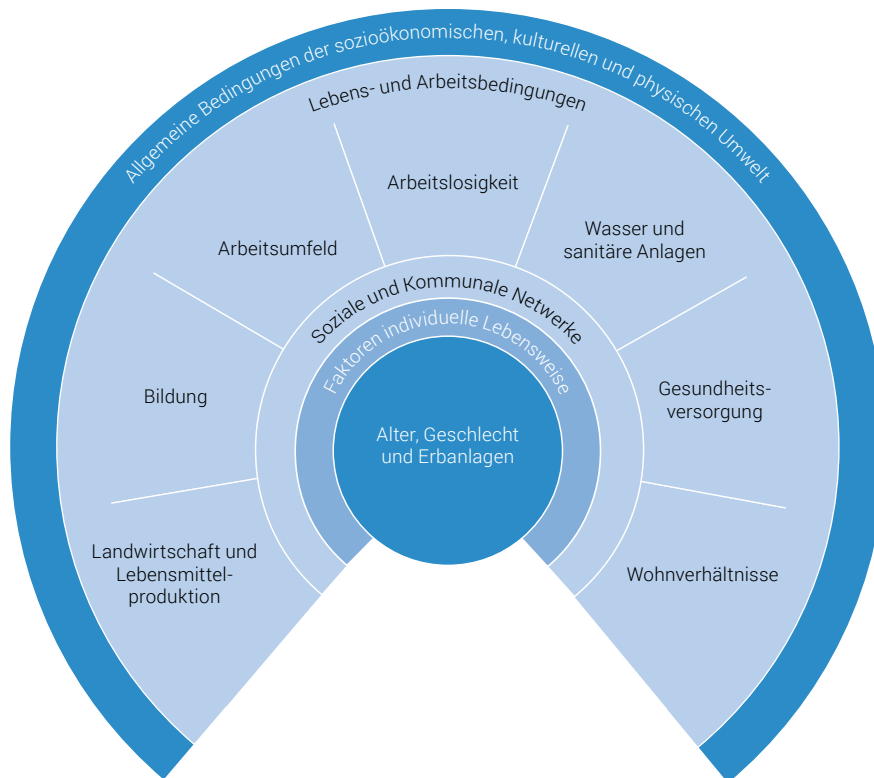 Allgemeine Bedingungen der sozioökonomischen, kulturellen und physischen Umwelt
Lebens- und Arbeitsbedingungen
Arbeitslosigkeit
Arbeitsumfeld
Wasser und
sanitäre Anlagen
Soziale und Kommunale Netwerke
Faktoren individuelle Lebensweise
Bildung
Gesundheits-
versorgung
Alter, Geschlecht
und Erbanlagen
Landwirtschaft und
Lebensmittel-
produktion
Wohnverhältnisse